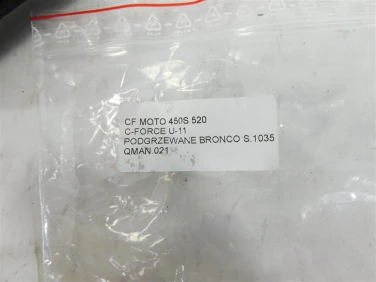 CF MOTO 450S 520
C-FORCE U-11
PODGRZEWANE BRONCO S.1035
QMAN.021